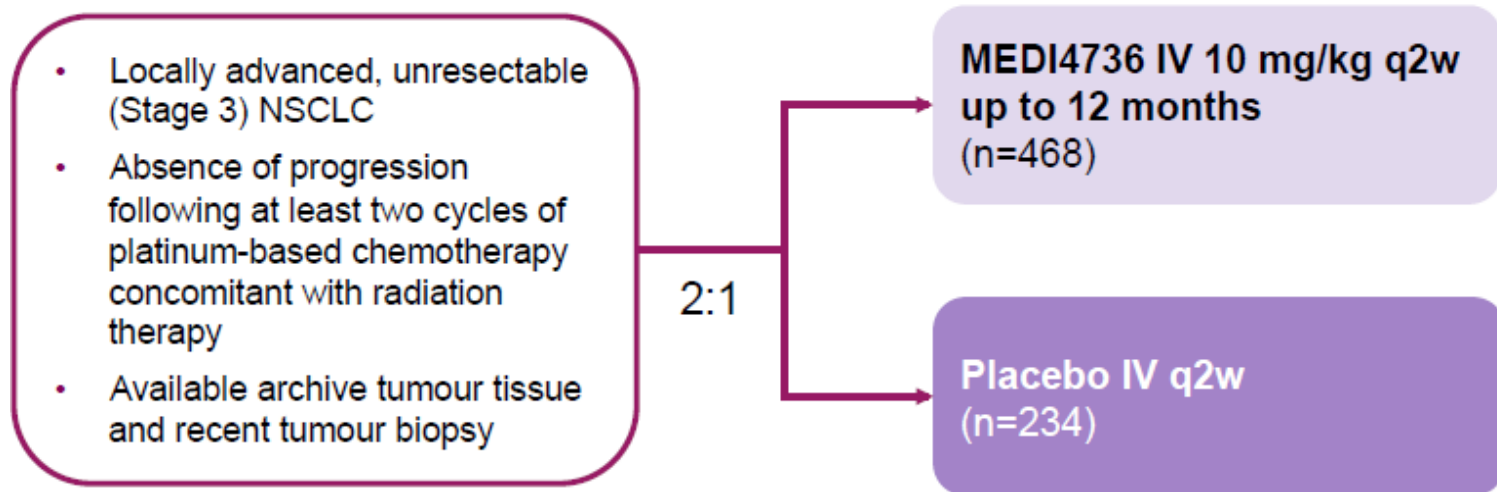 • Locally advanced, unresectable
(Stage 3) NSCLC
• Absence of progression
following at least two cycles of
platinum-based chemotherapy
concomitant with radiation
therapy
• Available archive tumour tissue
and recent tumour biopsy
2:1
MEDI4736 IV 10 mg/kg q2w
up to 12 months
(n=468)
Placebo IV q2w
(n=234)